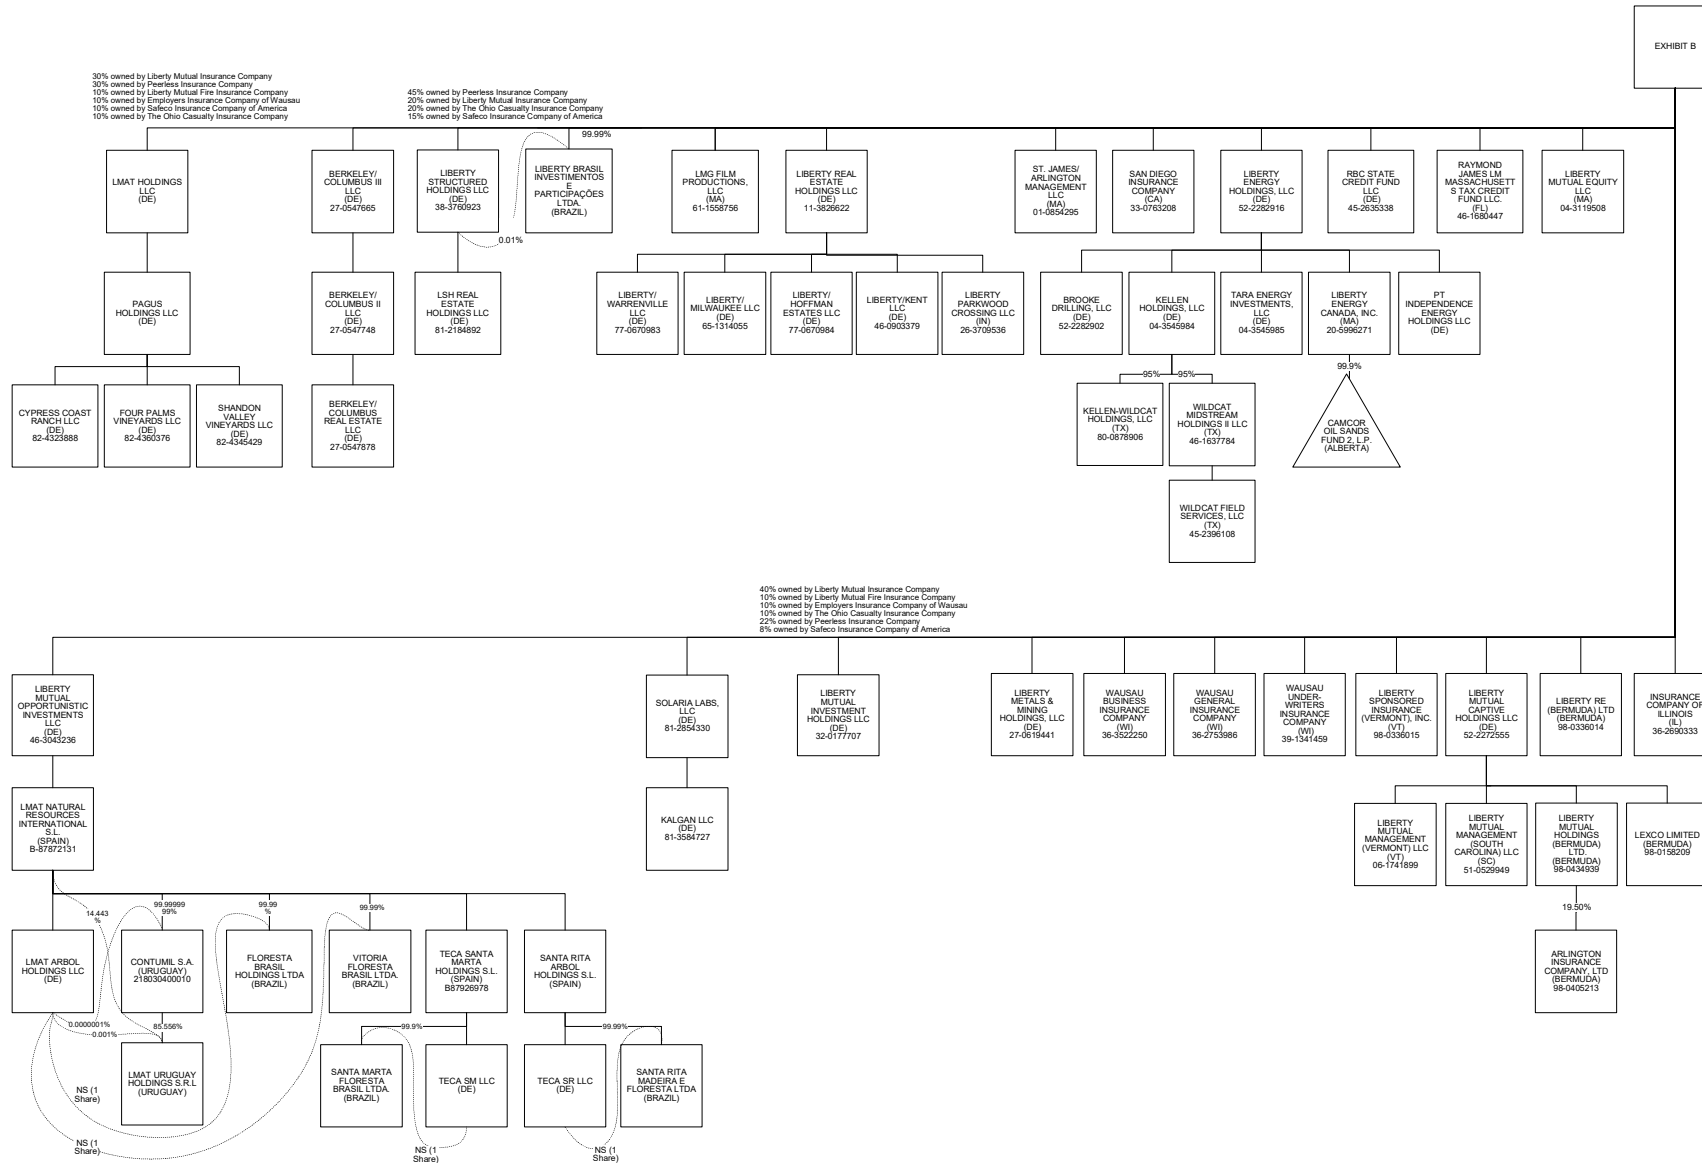 EXHIBIT B
30% owned by Liberty Mutual Insurance Company
30% owned by Peerless Insurance Company
10% owned by Liberty Mutual Fire Insurance Company
10% owned by Employers Insurance Company of Wausau
10% owned by Safeco Insurance Company of America
10% owned by The Ohio Casualty Insurance Company
45% owned by Peerless Insurance Company
20% owned by Liberty Mutual Insurance Company
20% owned by The Ohio Casualty Insurance Company
15% owned by Safeco Insurance Company of America
99.99%
LMAT HOLDINGS
LLC
(DE)
BERKELEY/
COLUMBUS III
LLC
(DE)
27-0547665
LIBERTY
STRUCTURED
HOLDINGS LLC
(DE)
38-3760923
LIBERTY BRASIL
INVESTIMENTOS
E
PARTICIPAÇÕES
LTDA.
(BRAZIL)
LMG FILM
PRODUCTIONS,
LLC
(MA)
61-1558756
LIBERTY REAL
ESTATE
HOLDINGS LLC
(DE)
11-3826622
ST. JAMES/
ARLINGTON
MANAGEMENT
LLC
(MA)
01-0854295
SAN DIEGO
INSURANCE
COMPANY
(CA)
33-0763208
LIBERTY
ENERGY
HOLDINGS, LLC
(DE)
52-2282916
RBC STATE
CREDIT FUND
LLC
(DE)
45-2635338
RAYMOND
JAMES LM
MASSACHUSETT
S TAX CREDIT
FUND LLC.
(FL)
46-1680447
LIBERTY
MUTUAL EQUITY
LLC
(MA)
04-3119508
0.01%
PAGUS
HOLDINGS LLC
(DE)
BERKELEY/
COLUMBUS II
LLC
(DE)
27-0547748
LSH REAL
ESTATE
HOLDINGS LLC
(DE)
81-2184892
LIBERTY/
WARRENVILLE
LLC
(DE)
77-0670983
LIBERTY/
MILWAUKEE LLC
(DE)
65-1314055
LIBERTY/
HOFFMAN
ESTATES LLC
(DE)
77-0670984
LIBERTY/KENT
LLC
(DE)
46-0903379
LIBERTY
PARKWOOD
CROSSING LLC
(IN)
26-3709536
BROOKE
DRILLING, LLC
(DE)
52-2282902
KELLEN
HOLDINGS, LLC
(DE)
04-3545984
TARA ENERGY
INVESTMENTS,
LLC
(DE)
04-3545985
LIBERTY
ENERGY
CANADA, INC.
(MA)
20-5996271
PT
INDEPENDENCE
ENERGY
HOLDINGS LLC
(DE)
95%
95%
99.9%
CYPRESS COAST
RANCH LLC
(DE)
82-4323888
FOUR PALMS
VINEYARDS LLC
(DE)
82-4360376
SHANDON
VALLEY
VINEYARDS LLC
(DE)
82-4345429
BERKELEY/
COLUMBUS
REAL ESTATE
LLC
(DE)
27-0547878
KELLEN-WILDCAT
HOLDINGS, LLC
(TX)
80-0878906
WILDCAT
MIDSTREAM
HOLDINGS II LLC
(TX)
46-1637784
CAMCOR
OIL SANDS
FUND 2, L.P.
(ALBERTA)
WILDCAT FIELD
SERVICES, LLC
(TX)
45-2396108
40% owned by Liberty Mutual Insurance Company
10% owned by Liberty Mutual Fire Insurance Company
10% owned by Employers Insurance Company of Wausau
10% owned by The Ohio Casualty Insurance Company
22% owned by Peerless Insurance Company
8% owned by Safeco Insurance Company of America
LIBERTY
MUTUAL
OPPORTUNISTIC
INVESTMENTS
LLC
(DE)
46-3043236
SOLARIA LABS,
LLC
(DE)
81-2854330
LIBERTY
MUTUAL
INVESTMENT
HOLDINGS LLC
(DE)
32-0177707
LIBERTY
METALS &
MINING
HOLDINGS, LLC
(DE)
27-0619441
WAUSAU
BUSINESS
INSURANCE
COMPANY
(WI)
36-3522250
WAUSAU
GENERAL
INSURANCE
COMPANY
(WI)
36-2753986
WAUSAU
UNDER-
WRITERS
INSURANCE
COMPANY
(WI)
39-1341459
LIBERTY
SPONSORED
INSURANCE
(VERMONT), INC.
(VT)
98-0336015
LIBERTY
MUTUAL
CAPTIVE
HOLDINGS LLC
(DE)
52-2272555
LIBERTY RE
(BERMUDA) LTD
(BERMUDA)
98-0336014
INSURANCE
COMPANY OF
ILLINOIS
(IL)
36-2690333
LMAT NATURAL
RESOURCES
INTERNATIONAL
S.L.
(SPAIN)
B-87872131
KALGAN LLC
(DE)
81-3584727
LIBERTY
MUTUAL
MANAGEMENT
(VERMONT) LLC
(VT)
06-1741899
LIBERTY
MUTUAL
MANAGEMENT
(SOUTH
CAROLINA) LLC
(SC)
51-0529949
LIBERTY
MUTUAL
HOLDINGS
(BERMUDA)
LTD.
(BERMUDA)
98-0434939
LEXCO LIMITED
(BERMUDA)
98-0158209
14.443
%
99.99999
99%
99.99
%
99.99%
19.50%
LMAT ARBOL
HOLDINGS LLC
(DE)
CONTUMIL S.A.
(URUGUAY)
218030400010
FLORESTA
BRASIL
HOLDINGS LTDA
(BRAZIL)
VITORIA
FLORESTA
BRASIL LTDA.
(BRAZIL)
TECA SANTA
MARTA
HOLDINGS S.L.
(SPAIN)
B87926978
SANTA RITA
ARBOL
HOLDINGS S.L.
(SPAIN)
ARLINGTON
INSURANCE
COMPANY, LTD
(BERMUDA)
98-0405213
0.0000001%
0.001%
85.556%
99.9%
99.99%
LMAT URUGUAY
HOLDINGS S.R.L
(URUGUAY)
SANTA MARTA
FLORESTA
BRASIL LTDA.
(BRAZIL)
TECA SM LLC
(DE)
TECA SR LLC
(DE)
SANTA RITA
MADEIRA E
FLORESTA LTDA
(BRAZIL)
NS (1
Share)
NS (1
Share)
NS (1
Share)
NS (1
Share)